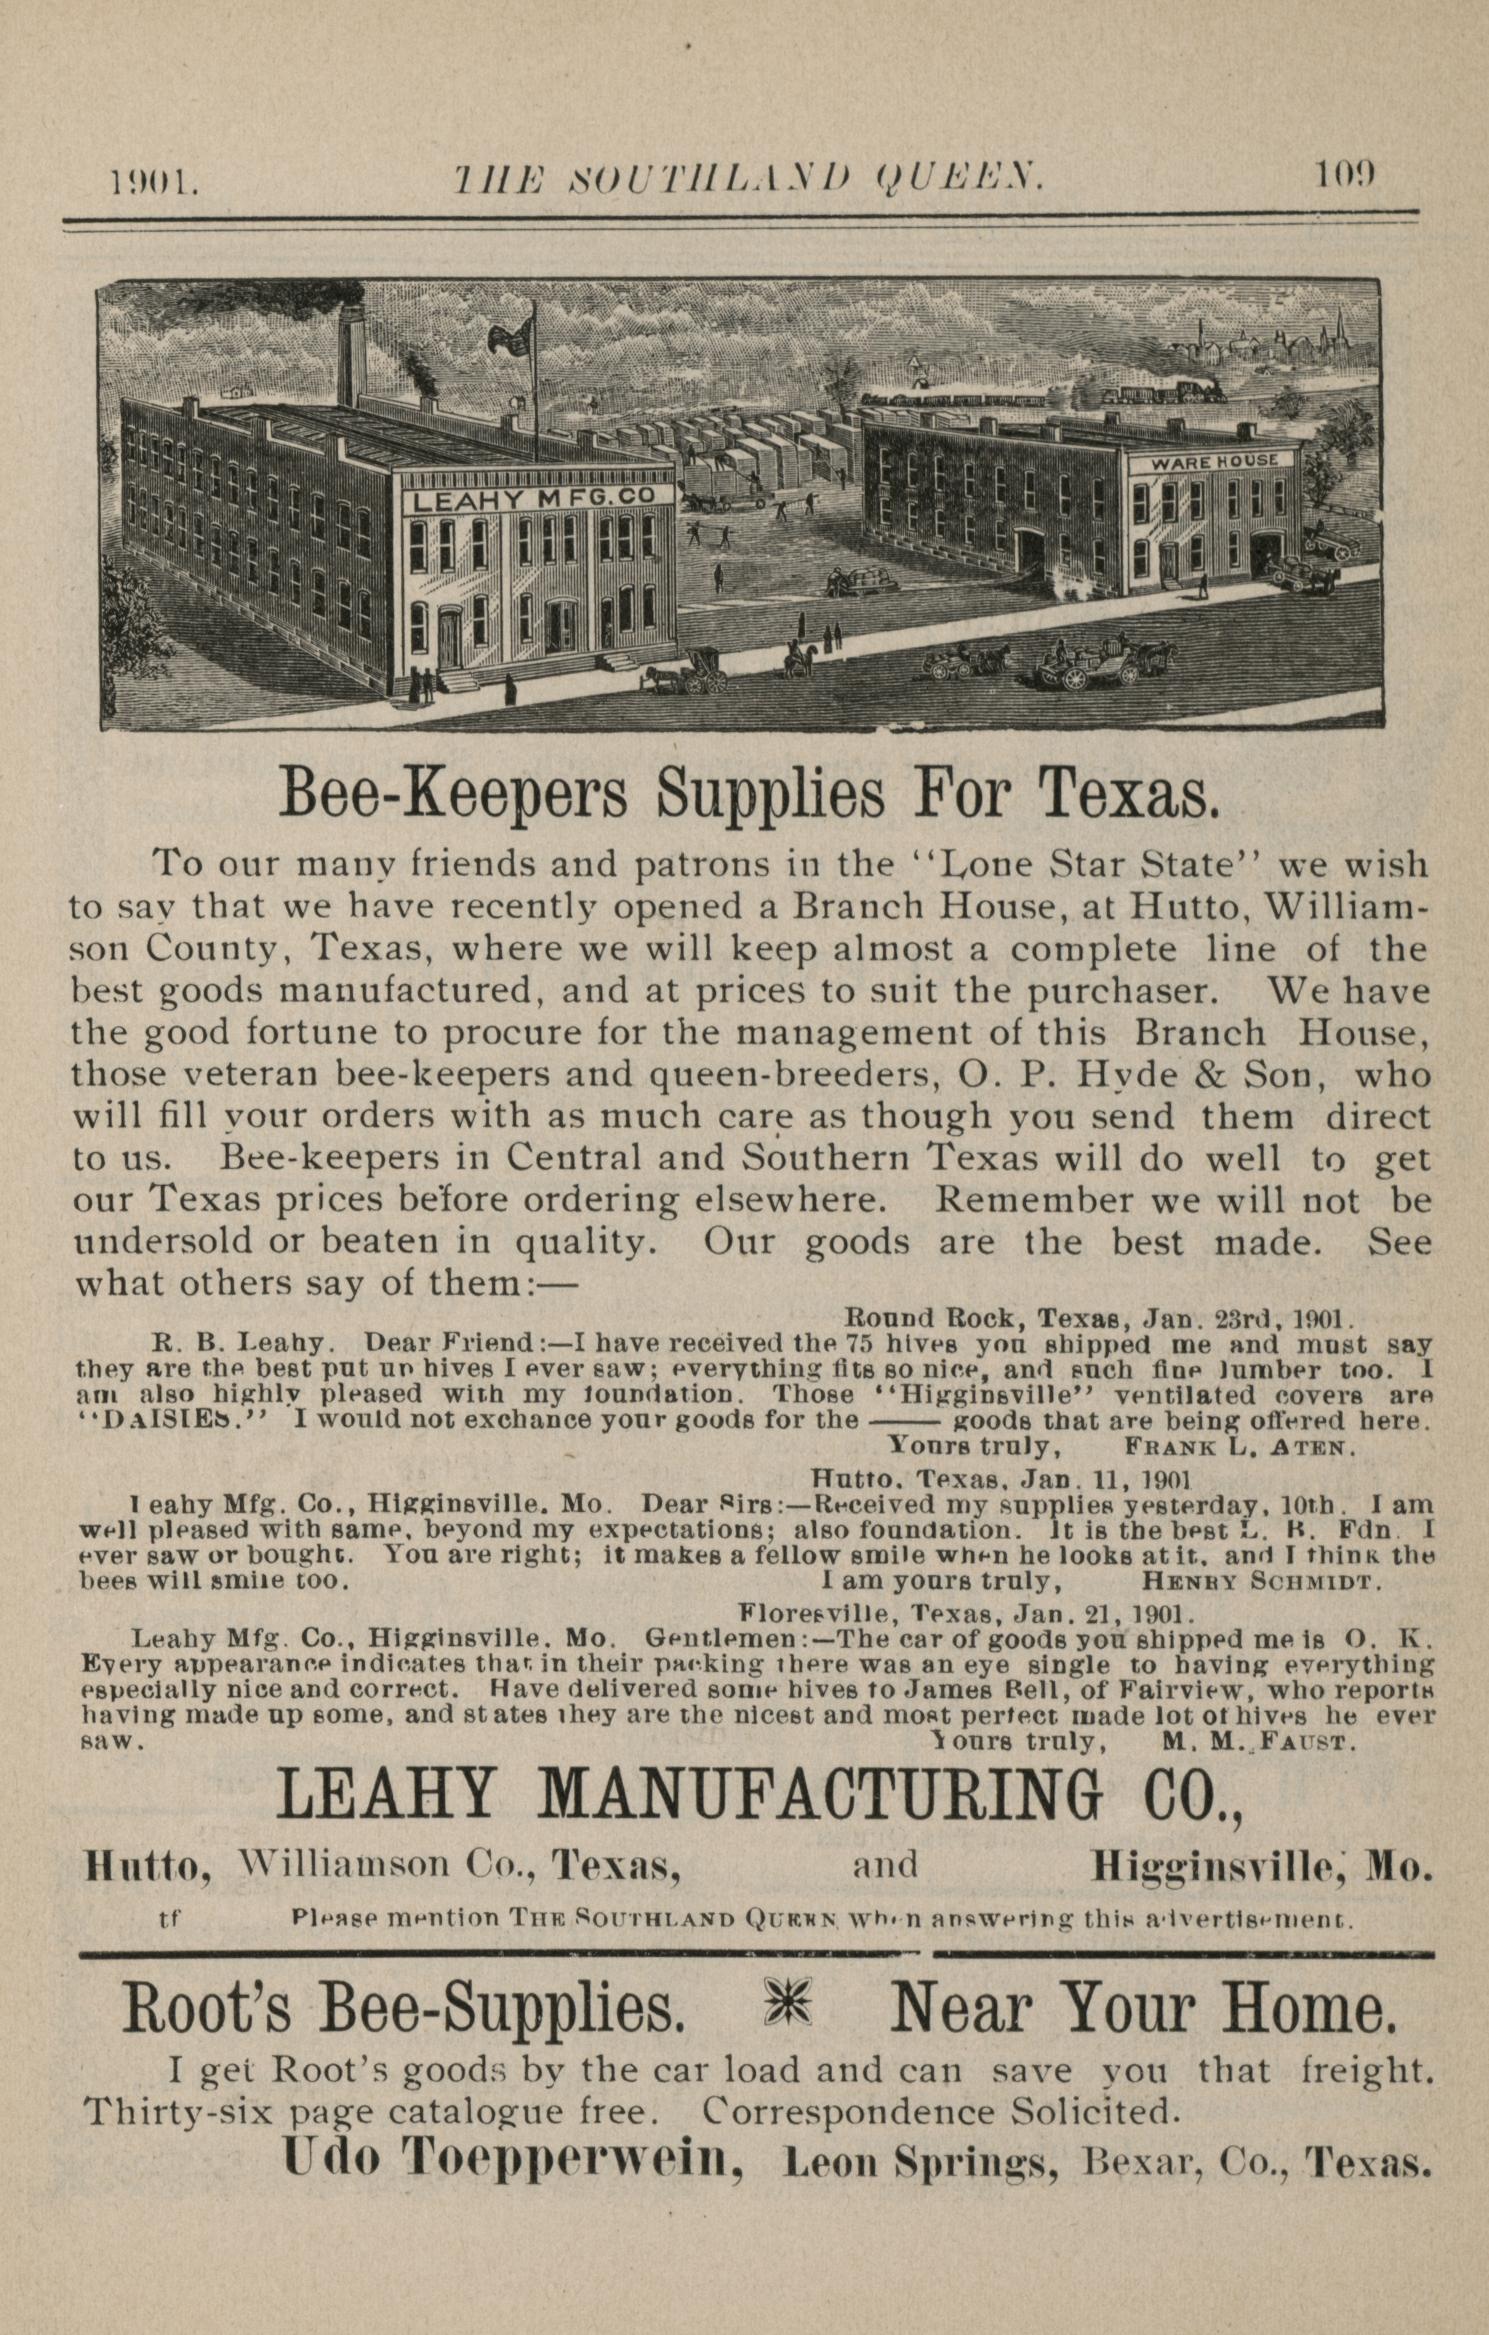 1901. THE SOUTHLAND QUEEN. 109
LEAHY MFG. CO
WARE HOUSE
Bee-Keepers Supplies For Texas.
To our many friends and patrons in the "Lone Star State" we wish
to say that we have recently opened a Branch House, at Hutto, William-
son County, Texas, where we will keep almost a complete line of the
best goods manufactured, and at prices to suit the purchaser. We have
the good fortune to procure for the management of this Branch House,
those veteran bee-keepers and queen-breeders, O. P. Hyde & Son, who
will fill your orders with as much care as though you send them direct
to us. Bee-keepers in Central and Southern Texas will do well to get
our Texas prices before ordering elsewhere. Remember we will not be
undersold or beaten in quality. Our goods are the best made. See
what others say of them:—
Round Rock, Texas, Jan. 23rd, 1901.
R. B. Leahy. Dear Friend:—I have received the 75 hives you shipped me and must say
they are the best put up hives I ever saw; everything fits so nice, and such fine lumber too. I
am also highly pleased with my foundation. Those "Higginsville" ventilated covers are
"DAISIES." I would not exchance your goods for the —— goods that are being offered here.
Yours truly, FRANK L. ATEN.
Hutto, Texas, Jan. 11, 1901
Leahy Mfg. Co., Higginsville, Mo. Dear Sirs:—Received my supplies yesterday, 10th. I am
well pleased with same, beyond my expectations; also foundation. It is the best L. B. Fdn. I
ever saw or bought. You are right; it makes a fellow smile when he looks at it, and I think the
bees will smile too. I am yours truly, HENRY SCHMIDT.
Floresville, Texas, Jan. 21, 1901.
Leahy Mfg. Co., Higginsville, Mo. Gentlemen:—The car of goods you shipped me is O. K.
Every appearance indicates that in their packing there was an eye single to having everything
especially nice and correct. Have delivered some hives to James Bell, of Fairview, who reports
having made up some, and states they are the nicest and most perfect made lot of hives he ever
saw. Yours truly, M. M. FAUST.
LEAHY MANUFACTURING CO.,
Hutto, Williamson Co., Texas, and Higginsville, Mo.
tf Please mention THE SOUTHLAND QUEEN when answering this advertisement.
Root's Bee-Supplies. Near Your Home.
I get Root's goods by the car load and can save you that freight.
Thirty-six page catalogue free. Correspondence Solicited.
Udo Toepperwein, Leon Springs, Bexar, Co., Texas.